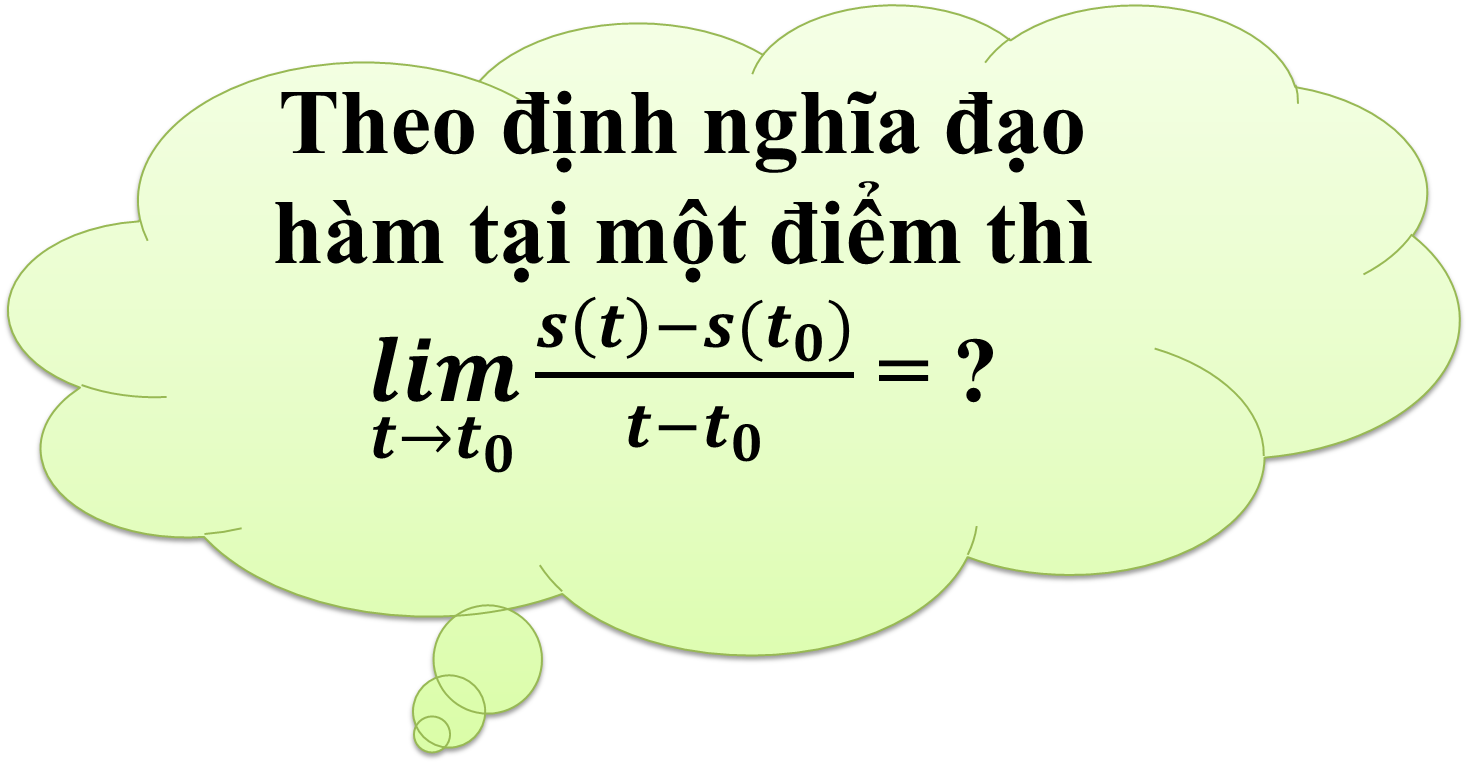 Theo định nghĩa đạo
hàm tại một điểm thì
lim t→t₀ (s(t)−s(t₀))/(t−t₀) = ?